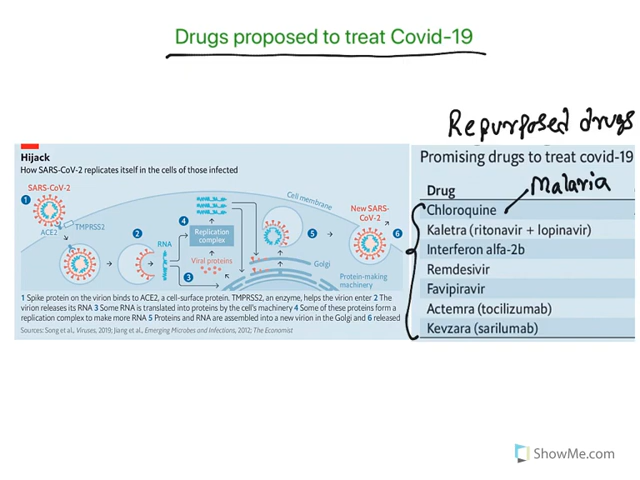 Drugs proposed to treat Covid-19
Repurposed drugs
Hijack
How SARS-CoV-2 replicates itself in the cells of those infected
SARS-CoV-2
1
ACE2
TMPRSS2
2
RNA
3
Viral proteins
4
Replication
complex
Cell membrane
5
Golgi
Protein-making
machinery
New SARS-
CoV-2
6
1 Spike protein on the virion binds to ACE2, a cell-surface protein. TMPRSS2, an enzyme, helps the virion enter 2 The
virion releases its RNA 3 Some RNA is translated into proteins by the cell's machinery 4 Some of these proteins form a
replication complex to make more RNA 5 Proteins and RNA are assembled into a new virion in the Golgi and 6 released
Sources: Song et al., Viruses, 2019; Jiang et al., Emerging Microbes and Infections, 2012; The Economist
Promising drugs to treat covid-19
Drug
Malaria
Chloroquine
Kaletra (ritonavir + lopinavir)
Interferon alfa-2b
Remdesivir
Favipiravir
Actemra (tocilizumab)
Kevzara (sarilumab)
ShowMe.com